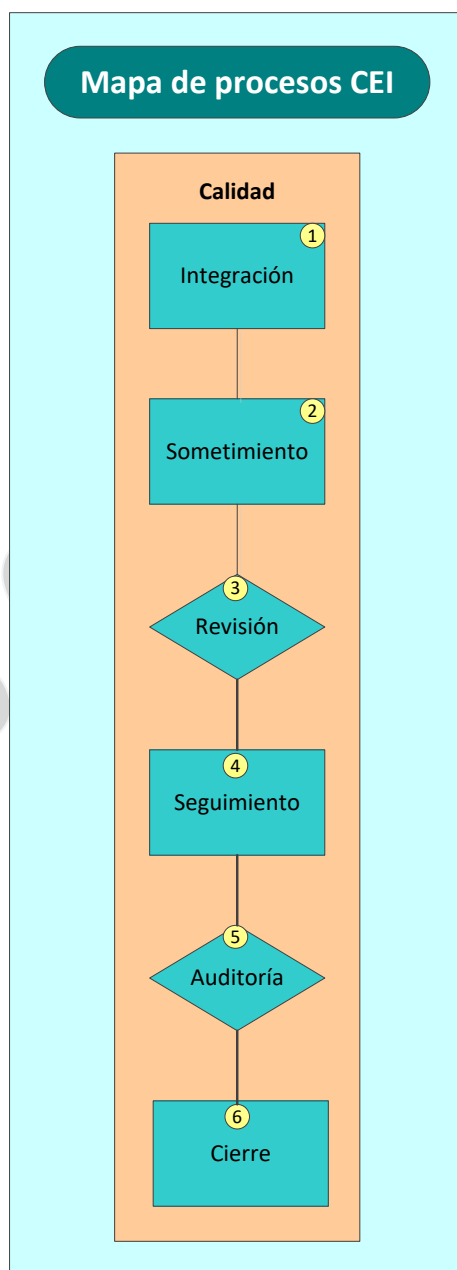 Mapa de procesos CEI
Calidad
1
Integración
2
Sometimiento
3
Revisión
4
Seguimiento
5
Auditoría
6
Cierre